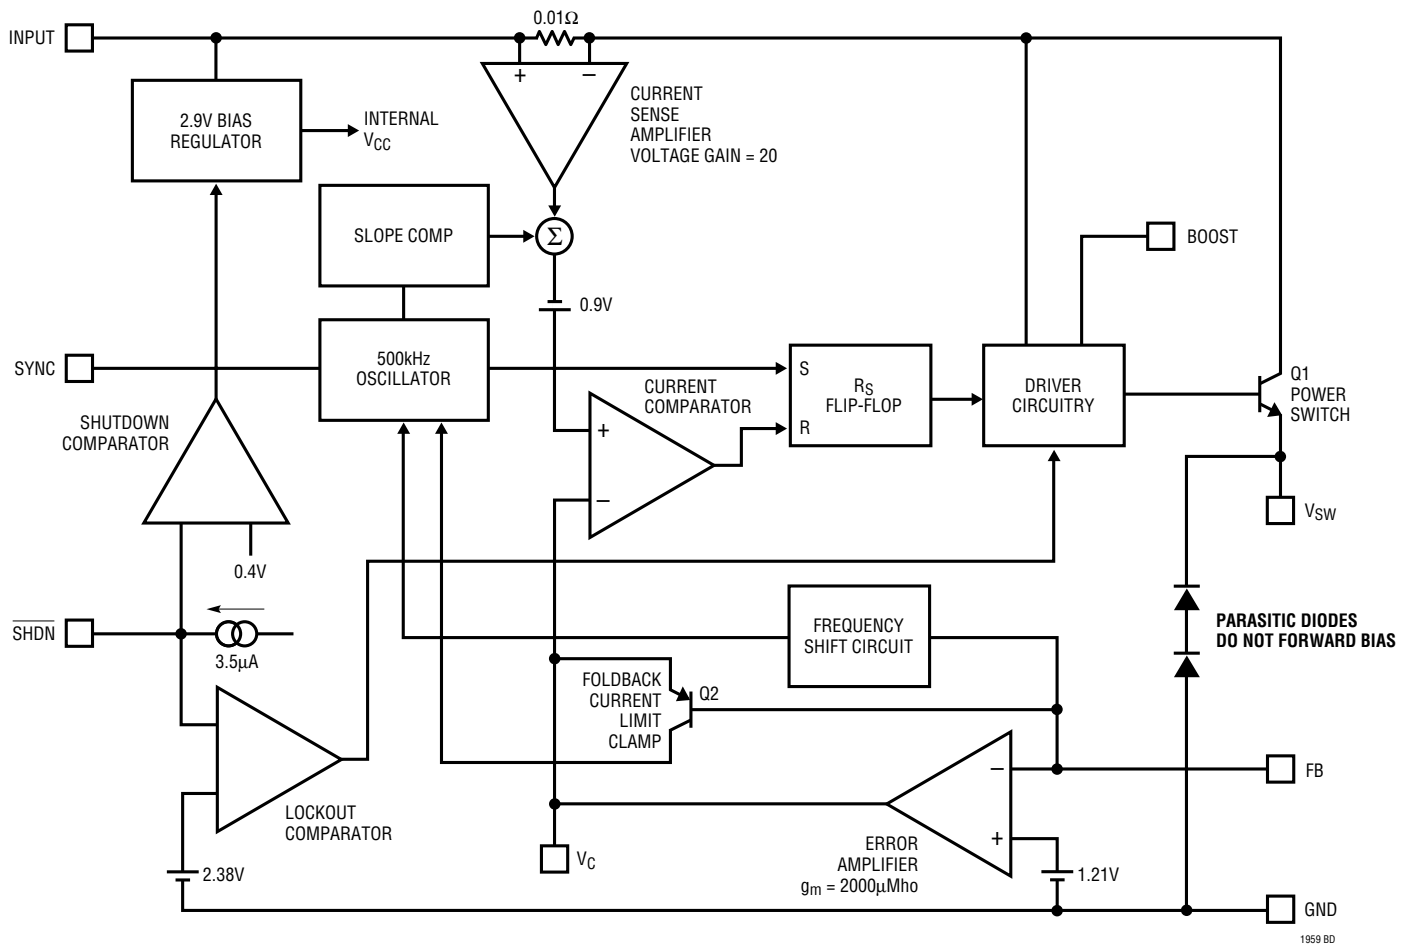 0.01Ω
INPUT
+ −
CURRENT
SENSE
AMPLIFIER
VOLTAGE GAIN = 20
2.9V BIAS
REGULATOR
INTERNAL
VCC
SLOPE COMP
Σ
BOOST
0.9V
SYNC
500kHz
OSCILLATOR
S
R
RS
FLIP-FLOP
DRIVER
CIRCUITRY
Q1
POWER
SWITCH
CURRENT
COMPARATOR
+
−
SHUTDOWN
COMPARATOR
VSW
0.4V
SHDN
3.5µA
FREQUENCY
SHIFT CIRCUIT
PARASITIC DIODES
DO NOT FORWARD BIAS
FOLDBACK
CURRENT
LIMIT
CLAMP
Q2
LOCKOUT
COMPARATOR
−
+
FB
ERROR
AMPLIFIER
gm = 2000µMho
VC
2.38V
1.21V
GND
1959 BD